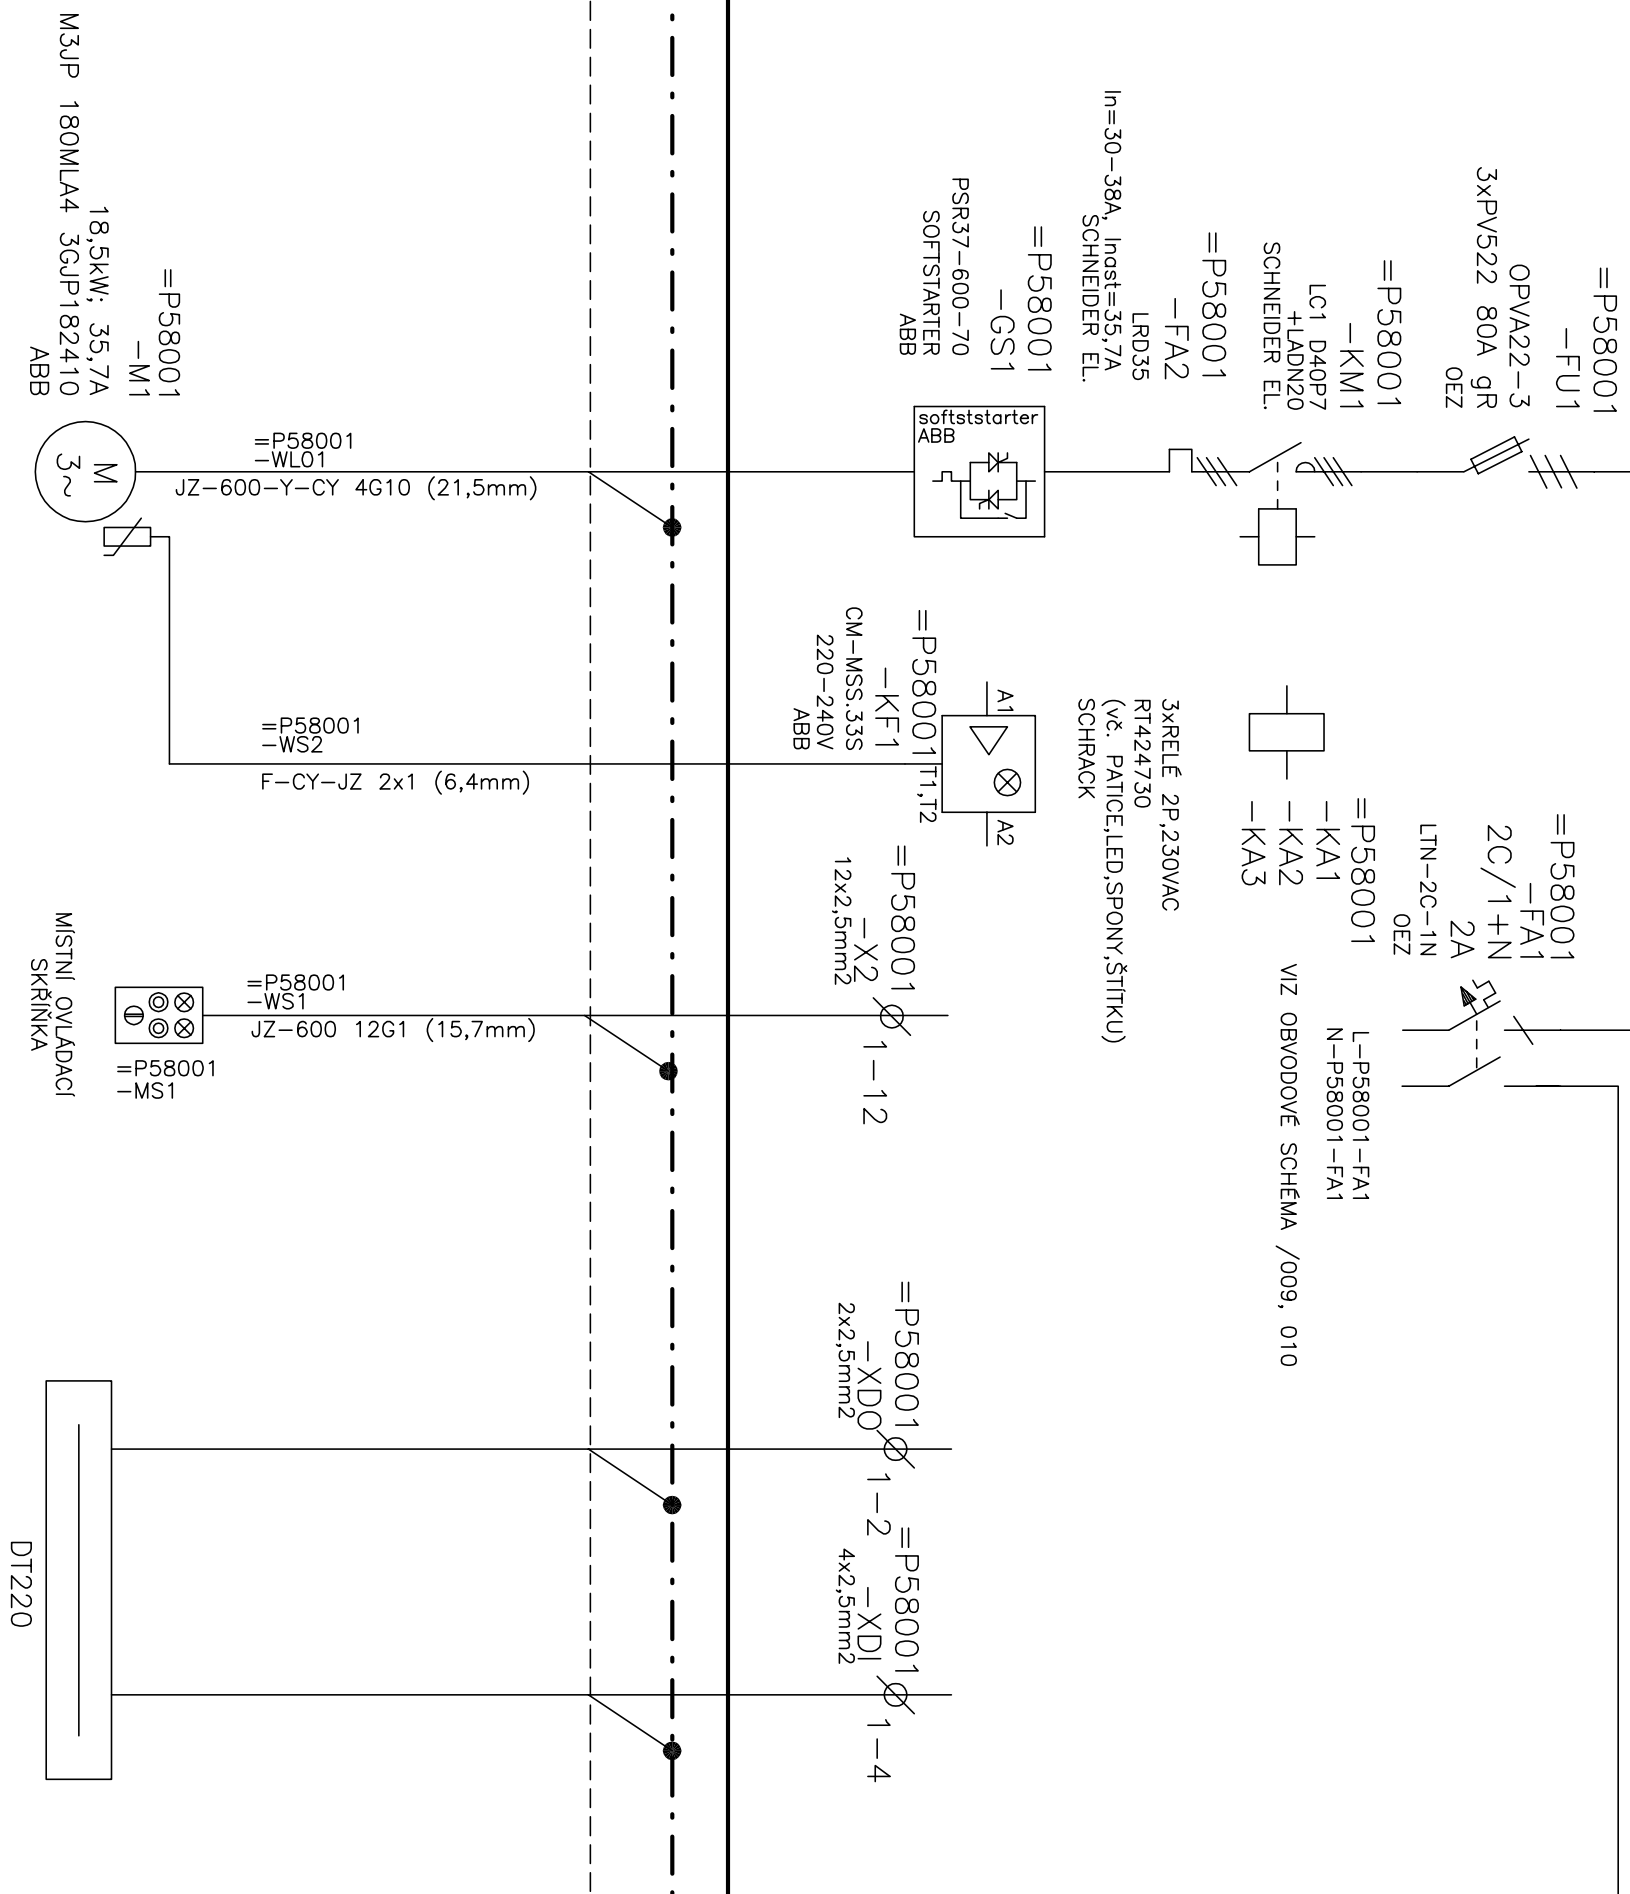 =P58001
-FU1
OPVA22-3
3xPV522 80A gR
OEZ
=P58001
-KM1
LC1 D40P7
+LADN20
SCHNEIDER EL.
=P58001
-FA2
LRD35
In=30-38A, Inast=35,7A
SCHNEIDER EL.
=P58001
-GS1
PSR37-600-70
SOFTSTARTER
ABB
softststarter
ABB
=P58001
-WL01
JZ-600-Y-CY 4G10 (21,5mm)
=P58001
-M1
18,5kW; 35,7A
M3JP 180MLA4 3GJP182410
ABB
M
3~
=P58001
-KF1
CM-MSS.33S
220-240V
ABB
A1
A2
T1,T2
=P58001
-WS2
F-CY-JZ 2x1 (6,4mm)
=P58001
-FA1
2C/1+N
2A
LTN-2C-1N
OEZ
L-P58001-FA1
N-P58001-FA1
=P58001
-KA1
-KA2
-KA3
VIZ OBVODOVÉ SCHÉMA /009, 010
3xRELÉ 2P,230VAC
RT424730
(vč. PATICE,LED,SPONY,ŠTÍTKU)
SCHRACK
=P58001
-X2
12x2,5mm2
1-12
=P58001
-WS1
JZ-600 12G1 (15,7mm)
=P58001
-MS1
MÍSTNÍ OVLÁDACÍ
SKŘÍŇKA
=P58001
-XDO
2x2,5mm2
1-2
=P58001
-XDI
4x2,5mm2
1-4
DT220